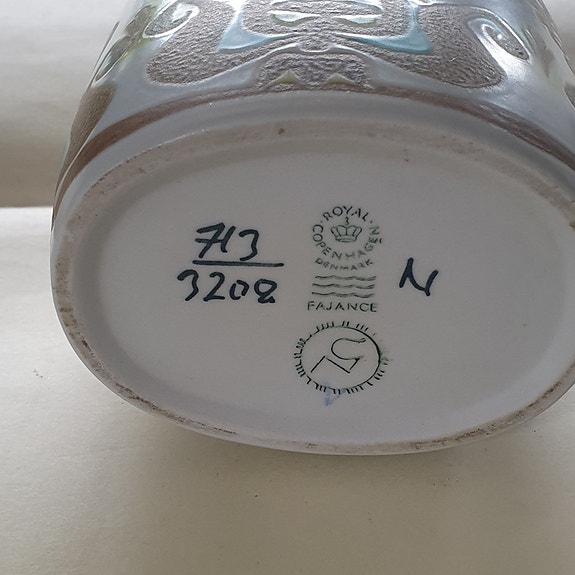 713
3208
ROYAL
COPENHAGEN
DENMARK
FAJANCE
N